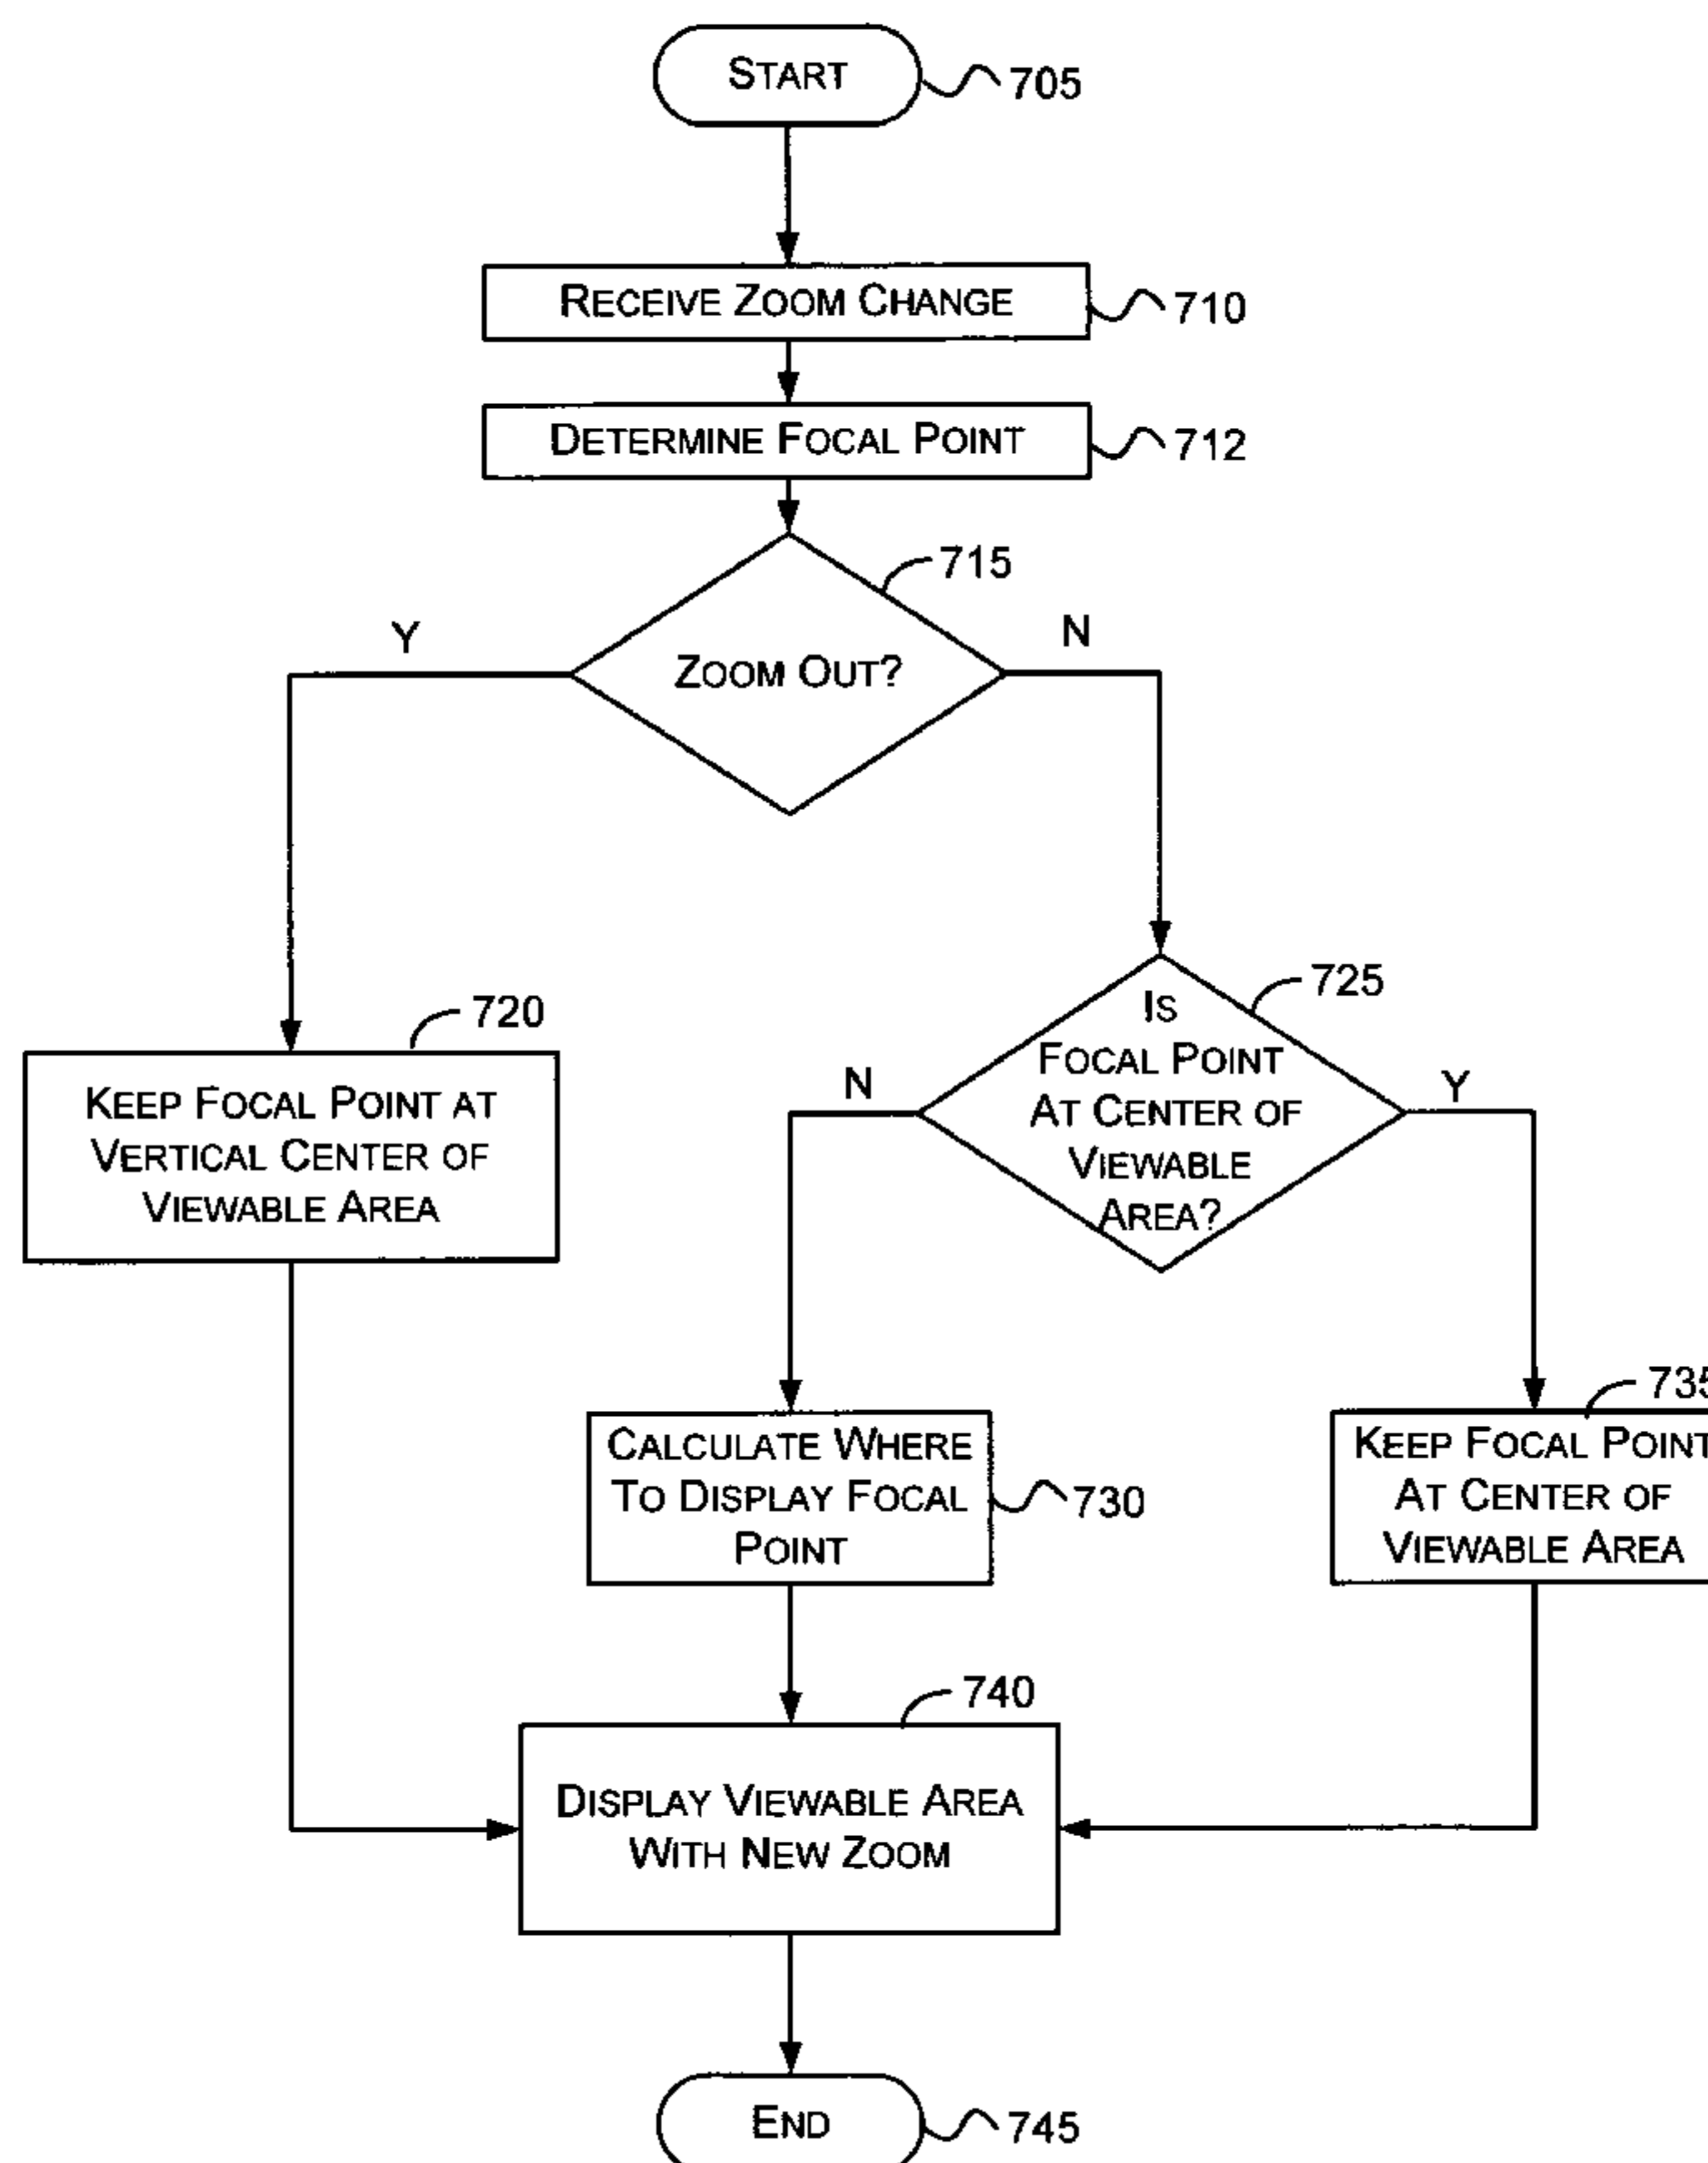 START
705
RECEIVE ZOOM CHANGE
710
DETERMINE FOCAL POINT
712
715
Y
N
ZOOM OUT?
720
KEEP FOCAL POINT AT
VERTICAL CENTER OF
VIEWABLE AREA
725
N
Y
IS
FOCAL POINT
AT CENTER OF
VIEWABLE
AREA?
CALCULATE WHERE
TO DISPLAY FOCAL
POINT
730
735
KEEP FOCAL POINT
AT CENTER OF
VIEWABLE AREA
740
DISPLAY VIEWABLE AREA
WITH NEW ZOOM
END
745